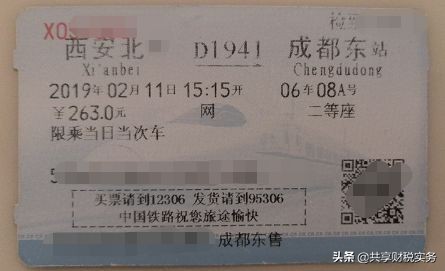 X0
检
西安北 D1941 成都东站
Xi'anbei Chengdudong
2019年02月11日15:15开 06车08A号
￥263.0元 网 二等座
限乘当日当次车
5
买票请到12306 发货请到95306
中国铁路祝您旅途愉快
成都东售
头条 @共享财税实务